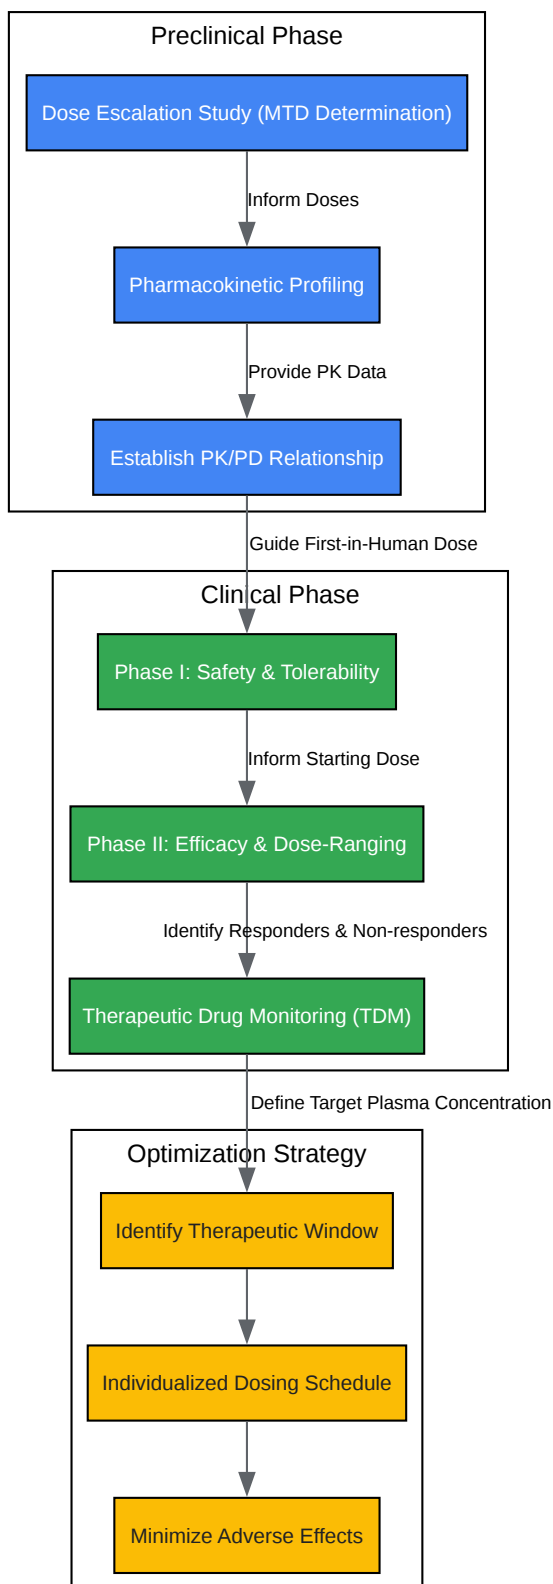 Preclinical Phase
Dose Escalation Study (MTD Determination)
Inform Doses
Pharmacokinetic Profiling
Provide PK Data
Establish PK/PD Relationship
Guide First-in-Human Dose
Clinical Phase
Phase I: Safety & Tolerability
Inform Starting Dose
Phase II: Efficacy & Dose-Ranging
Identify Responders & Non-responders
Therapeutic Drug Monitoring (TDM)
Define Target Plasma Concentration
Optimization Strategy
Identify Therapeutic Window
Individualized Dosing Schedule
Minimize Adverse Effects